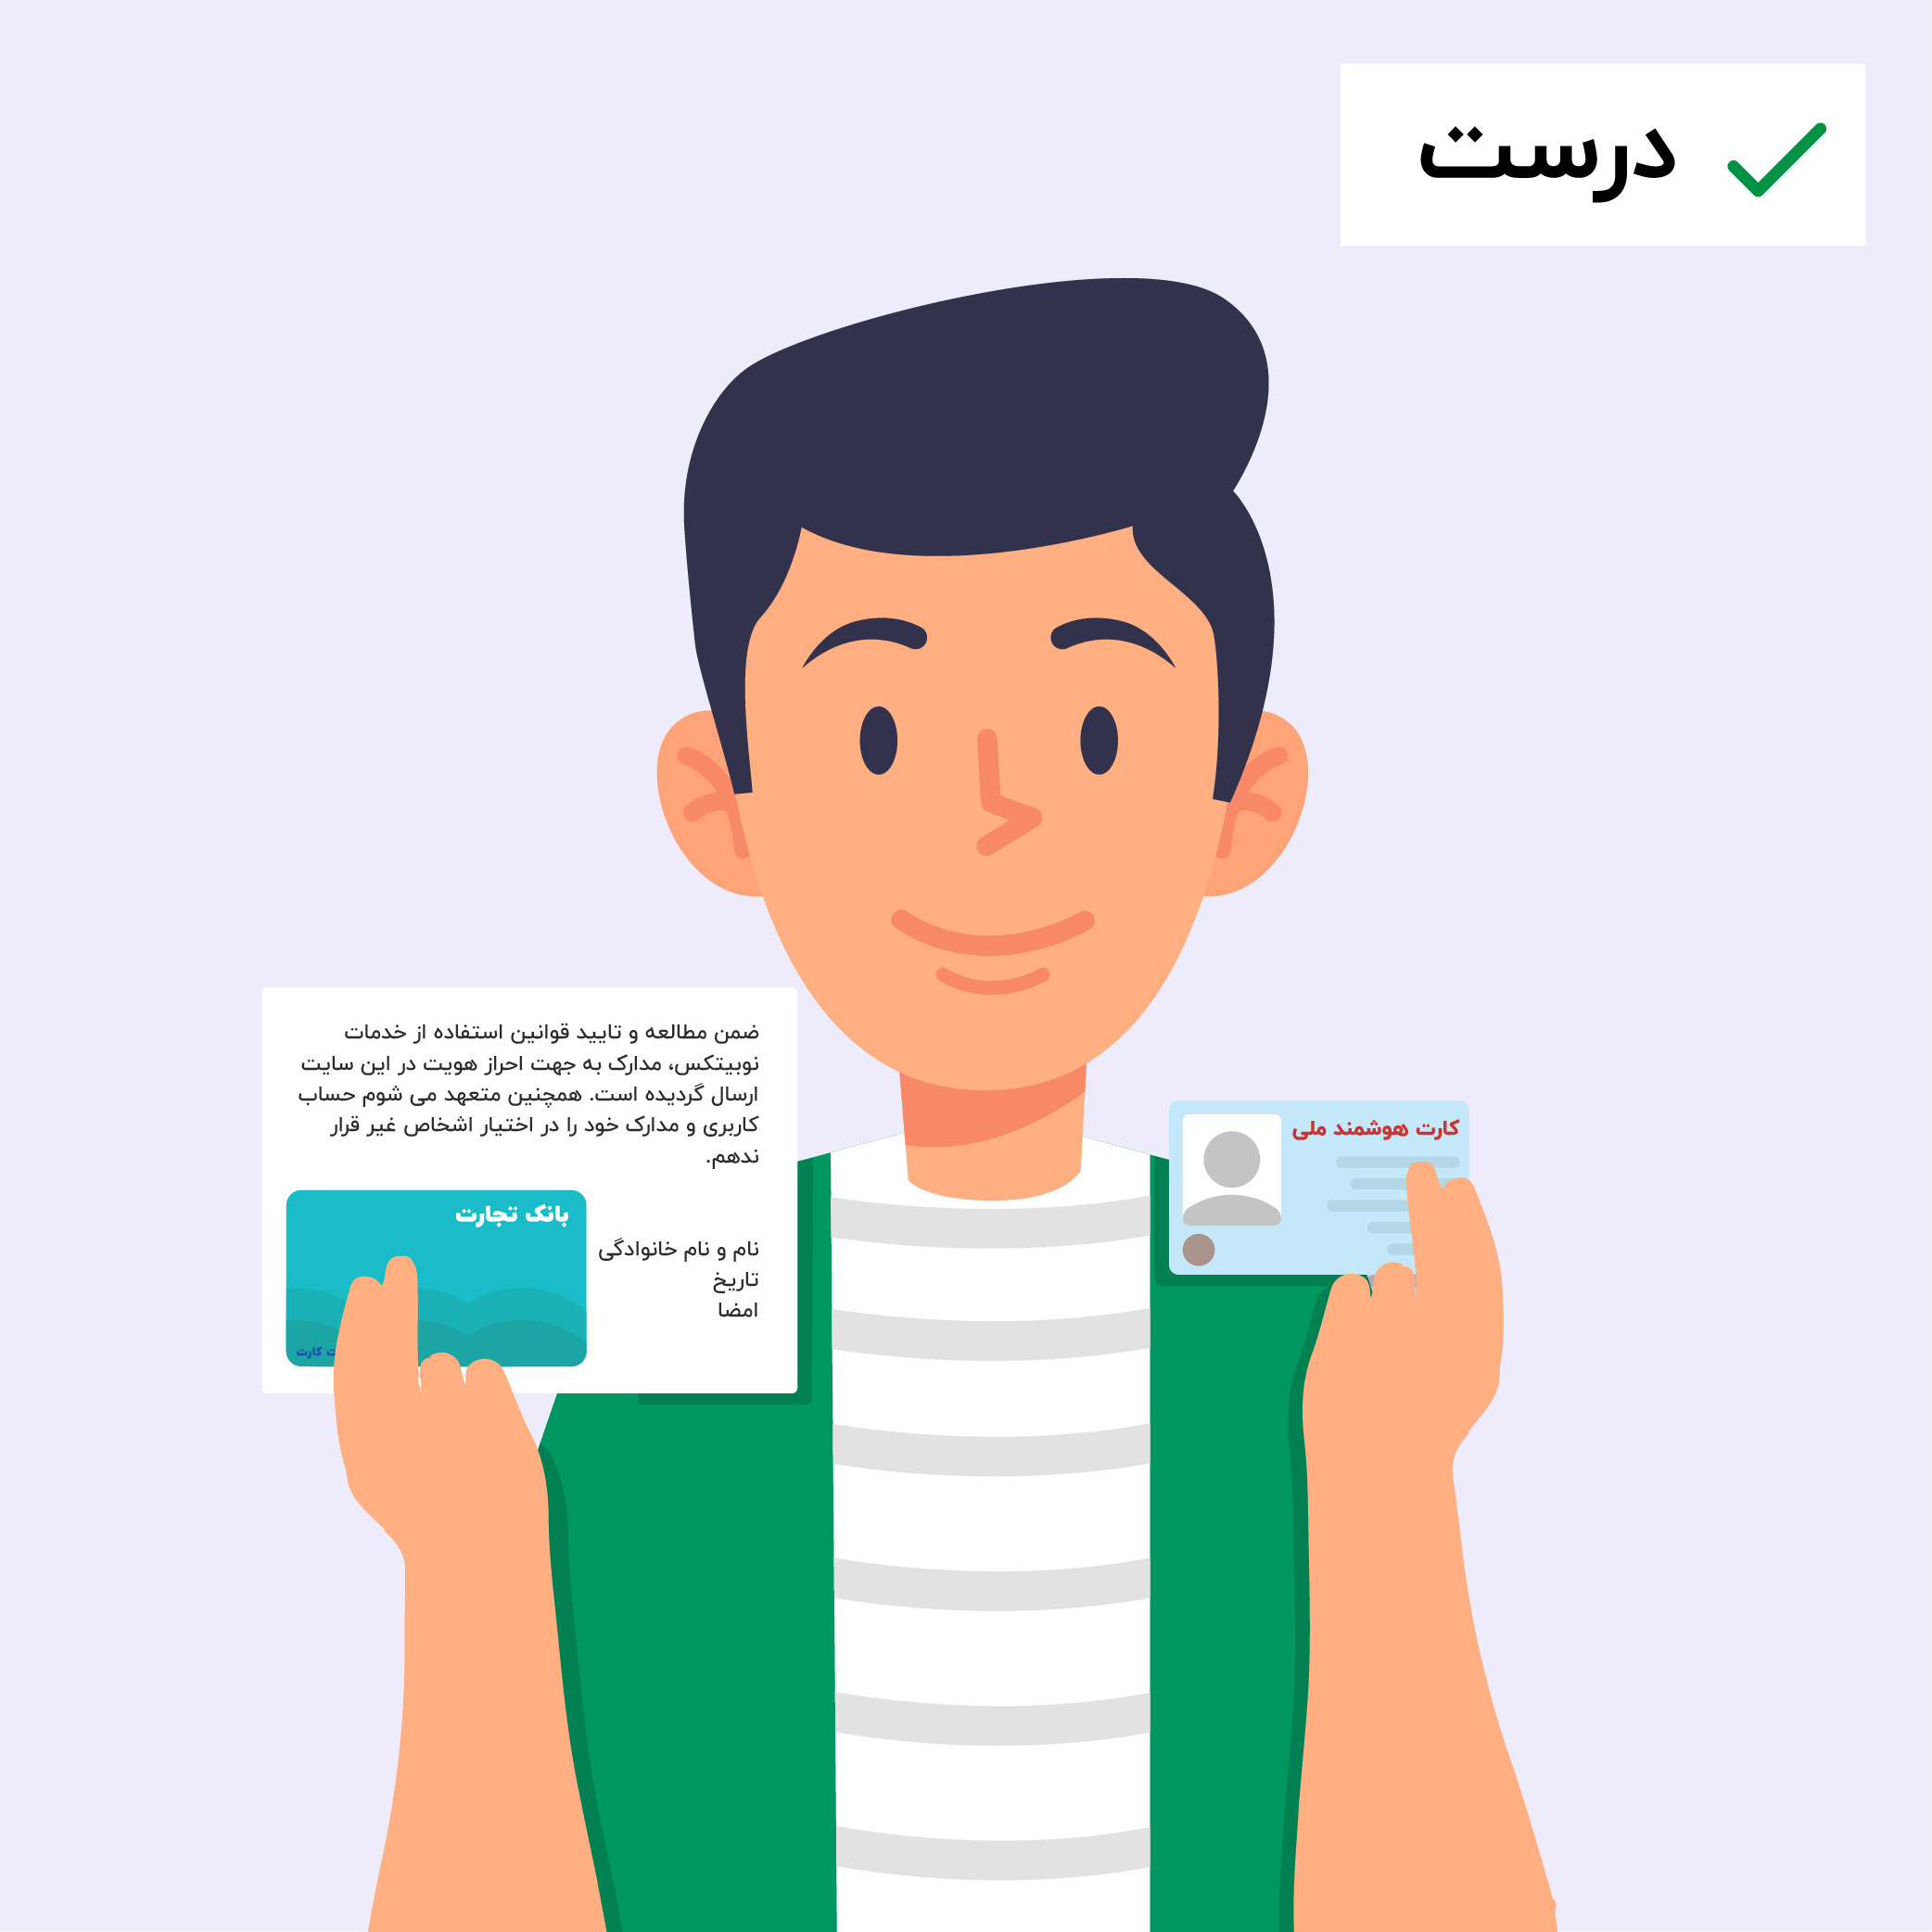 درست
ضمن مطالعه و تایید قوانین استفاده از خدمات
نوبیتکس، مدارک به جهت احراز هویت در این سایت
ارسال گردیده است. همچنین متعهد می شوم حساب
کاربری و مدارک خود را در اختیار اشخاص غیر قرار
ندهم.
بانک تجارت
نام و نام خانوادگی
تاریخ
امضا
کارت
کارت هوشمند ملی